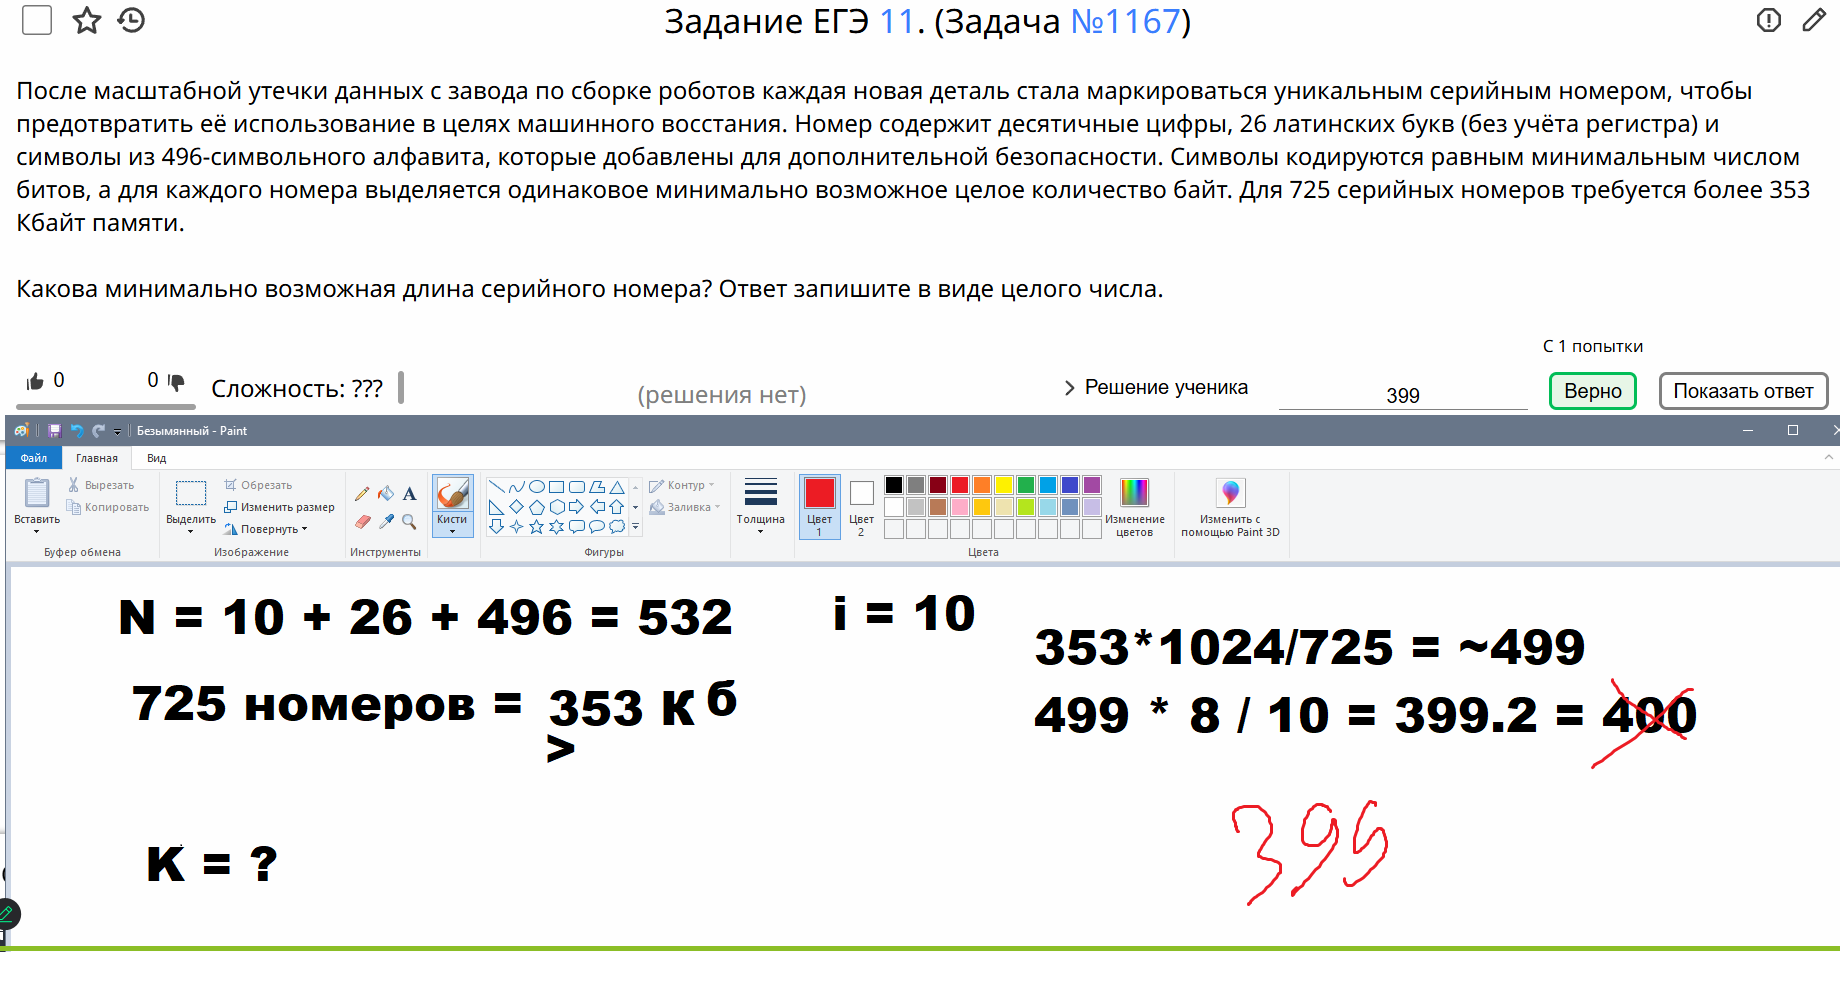 Задание ЕГЭ 11. (Задача №1167)
После масштабной утечки данных с завода по сборке роботов каждая новая деталь стала маркироваться уникальным серийным номером, чтобы
предотвратить её использование в целях машинного восстания. Номер содержит десятичные цифры, 26 латинских букв (без учёта регистра) и
символы из 496-символьного алфавита, которые добавлены для дополнительной безопасности. Символы кодируются равным минимальным числом
битов, а для каждого номера выделяется одинаковое минимально возможное целое количество байт. Для 725 серийных номеров требуется более 353
Кбайт памяти.
Какова минимально возможная длина серийного номера? Ответ запишите в виде целого числа.
С 1 попытки
0 0 Сложность: ??? (решения нет) Решение ученика 399 Верно Показать ответ
Безымянный - Paint
Файл Главная Вид
Вставить Вырезать Копировать Выделить Обрезать Изменить размер Повернуть Кисти Контур Заливка Толщина Цвет 1 Цвет 2 Изменение цветов Изменить с помощью Paint 3D
Буфер обмена Изображение Инструменты Фигуры Цвета
N = 10 + 26 + 496 = 532 i = 10
353*1024/725 = ~499
725 номеров = 353 К б
>
499 * 8 / 10 = 399.2 = 400
399
K = ?